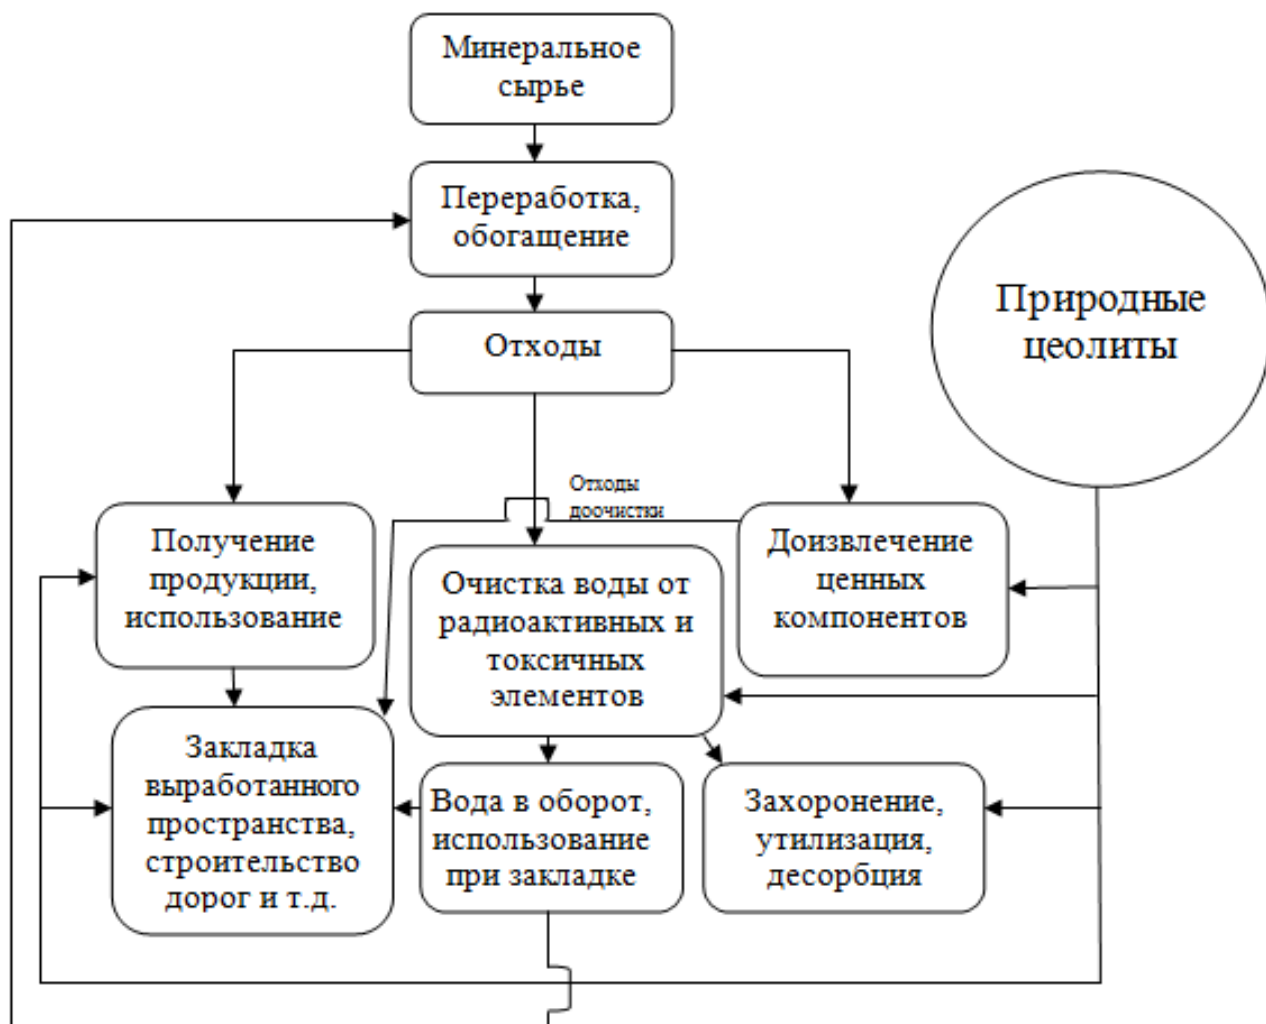 Минеральное
сырье
Переработка,
обогащение
Природные
цеолиты
Отходы
Отходы
доочистки
Получение
продукции,
использование
Очистка воды от
радиоактивных и
токсичных
элементов
Доизвлечение
ценных
компонентов
Закладка
выработанного
пространства,
строительство
дорог и т.д.
Вода в оборот,
использование
при закладке
Захоронение,
утилизация,
десорбция